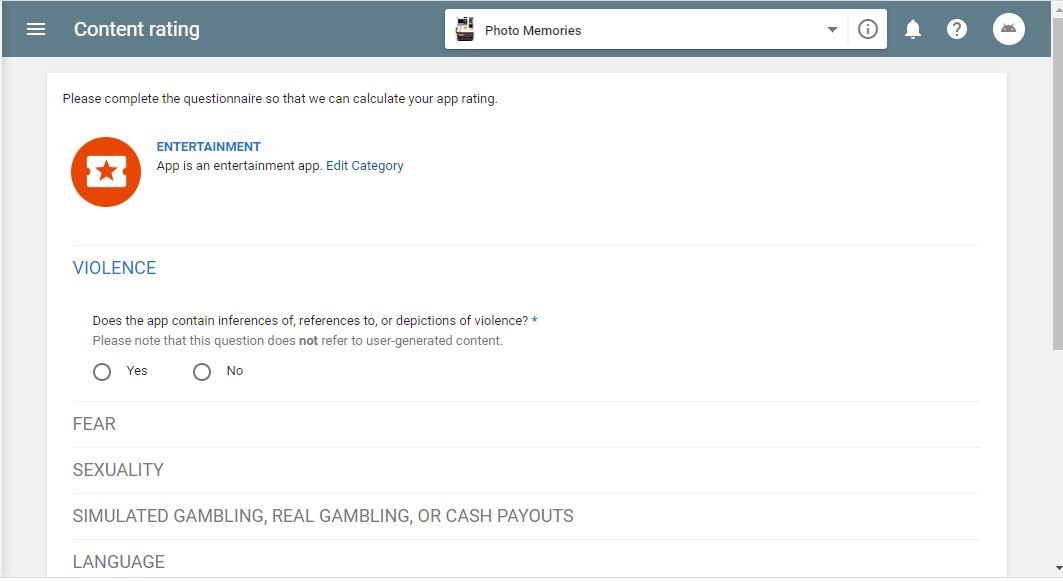 Content rating
Photo Memories
Please complete the questionnaire so that we can calculate your app rating.
ENTERTAINMENT
App is an entertainment app. Edit Category
VIOLENCE
Does the app contain inferences of, references to, or depictions of violence? *
Please note that this question does not refer to user-generated content.
Yes No
FEAR
SEXUALITY
SIMULATED GAMBLING, REAL GAMBLING, OR CASH PAYOUTS
LANGUAGE